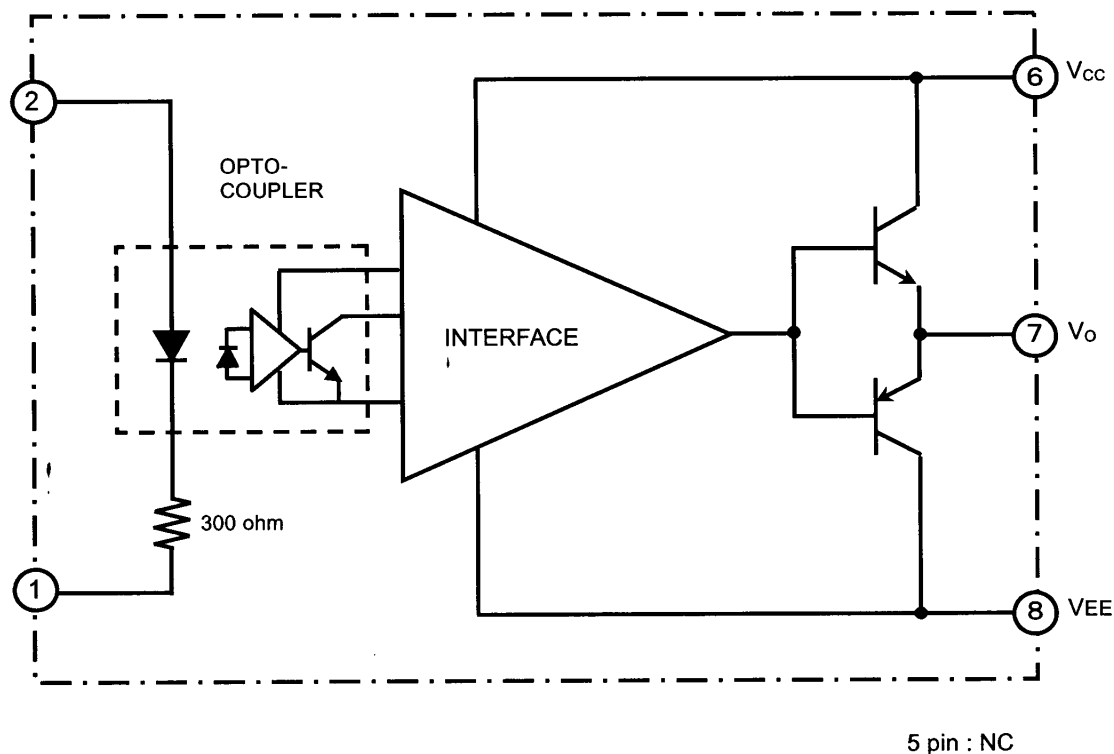 6
VCC
2
OPTO-
COUPLER
INTERFACE
7
VO
300 ohm
1
8
VEE
5 pin : NC